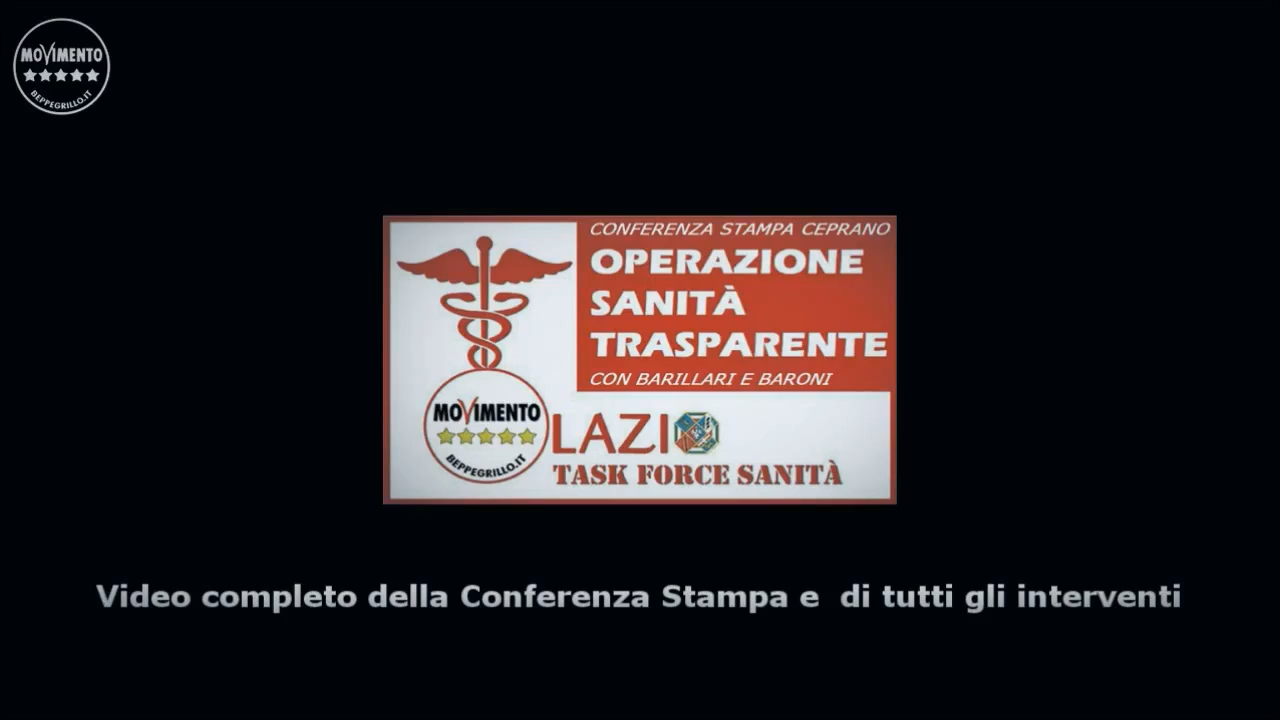 MOVIMENTO
BEPPEGRILLO.IT
CONFERENZA STAMPA CEPRANO
OPERAZIONE
SANITÀ
TRASPARENTE
CON BARILLARI E BARONI
MOVIMENTO
BEPPEGRILLO.IT
LAZIO
TASK FORCE SANITÀ
Video completo della Conferenza Stampa e  di tutti gli interventi